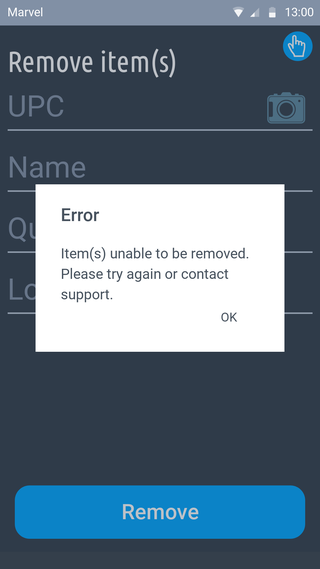 Marvel
13:00
Remove item(s)
UPC
Name
Qu
Lo
Error
Item(s) unable to be removed.
Please try again or contact
support.
OK
Remove